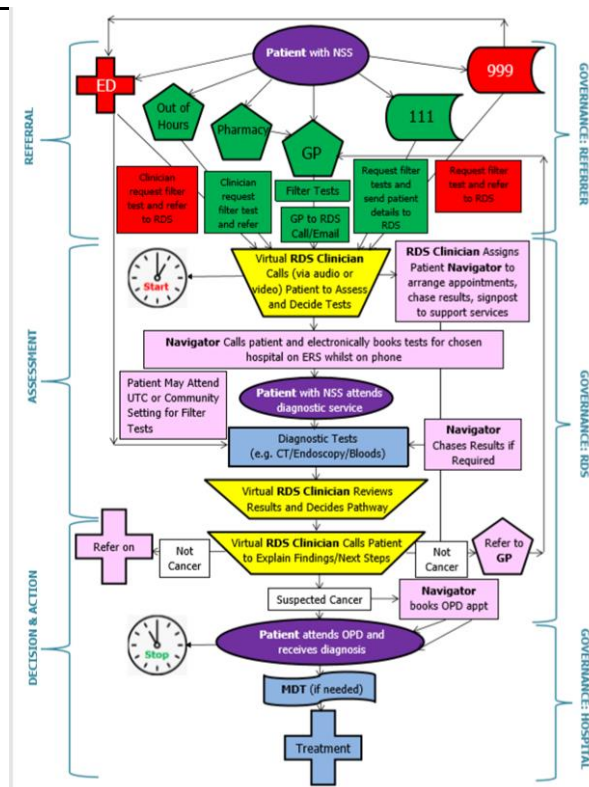 Patient with NSS
ED
999
Out of
Hours
Pharmacy
GP
111
REFERRAL
GOVERNANCE: REFERRER
Clinician
request filter
test and refer
to RDS
Clinician
request filter
test and refer
Filter Tests
GP to RDS
Call/Email
Request filter
tests and
send patient
details to
RDS
Request filter
test and refer
to RDS
Start
Virtual RDS Clinician
Calls (via audio or
video) Patient to Assess
and Decide Tests
RDS Clinician Assigns
Patient Navigator to
arrange appointments,
chase results, signpost
to support services
Navigator Calls patient and electronically books tests for chosen
hospital on ERS whilst on phone
ASSESSMENT
GOVERNANCE: RDS
Patient May Attend
UTC or Community
Setting for Filter
Tests
Patient with NSS attends
diagnostic service
Diagnostic Tests
(e.g. CT/Endoscopy/Bloods)
Navigator
Chases Results if
Required
Virtual RDS Clinician Reviews
Results and Decides Pathway
Refer on
Not
Cancer
Virtual RDS Clinician Calls Patient
to Explain Findings/Next Steps
Not
Cancer
Refer to
GP
Suspected Cancer
Navigator
books OPD appt
DECISION & ACTION
GOVERNANCE: HOSPITAL
Stop
Patient attends OPD and
receives diagnosis
MDT (if needed)
Treatment